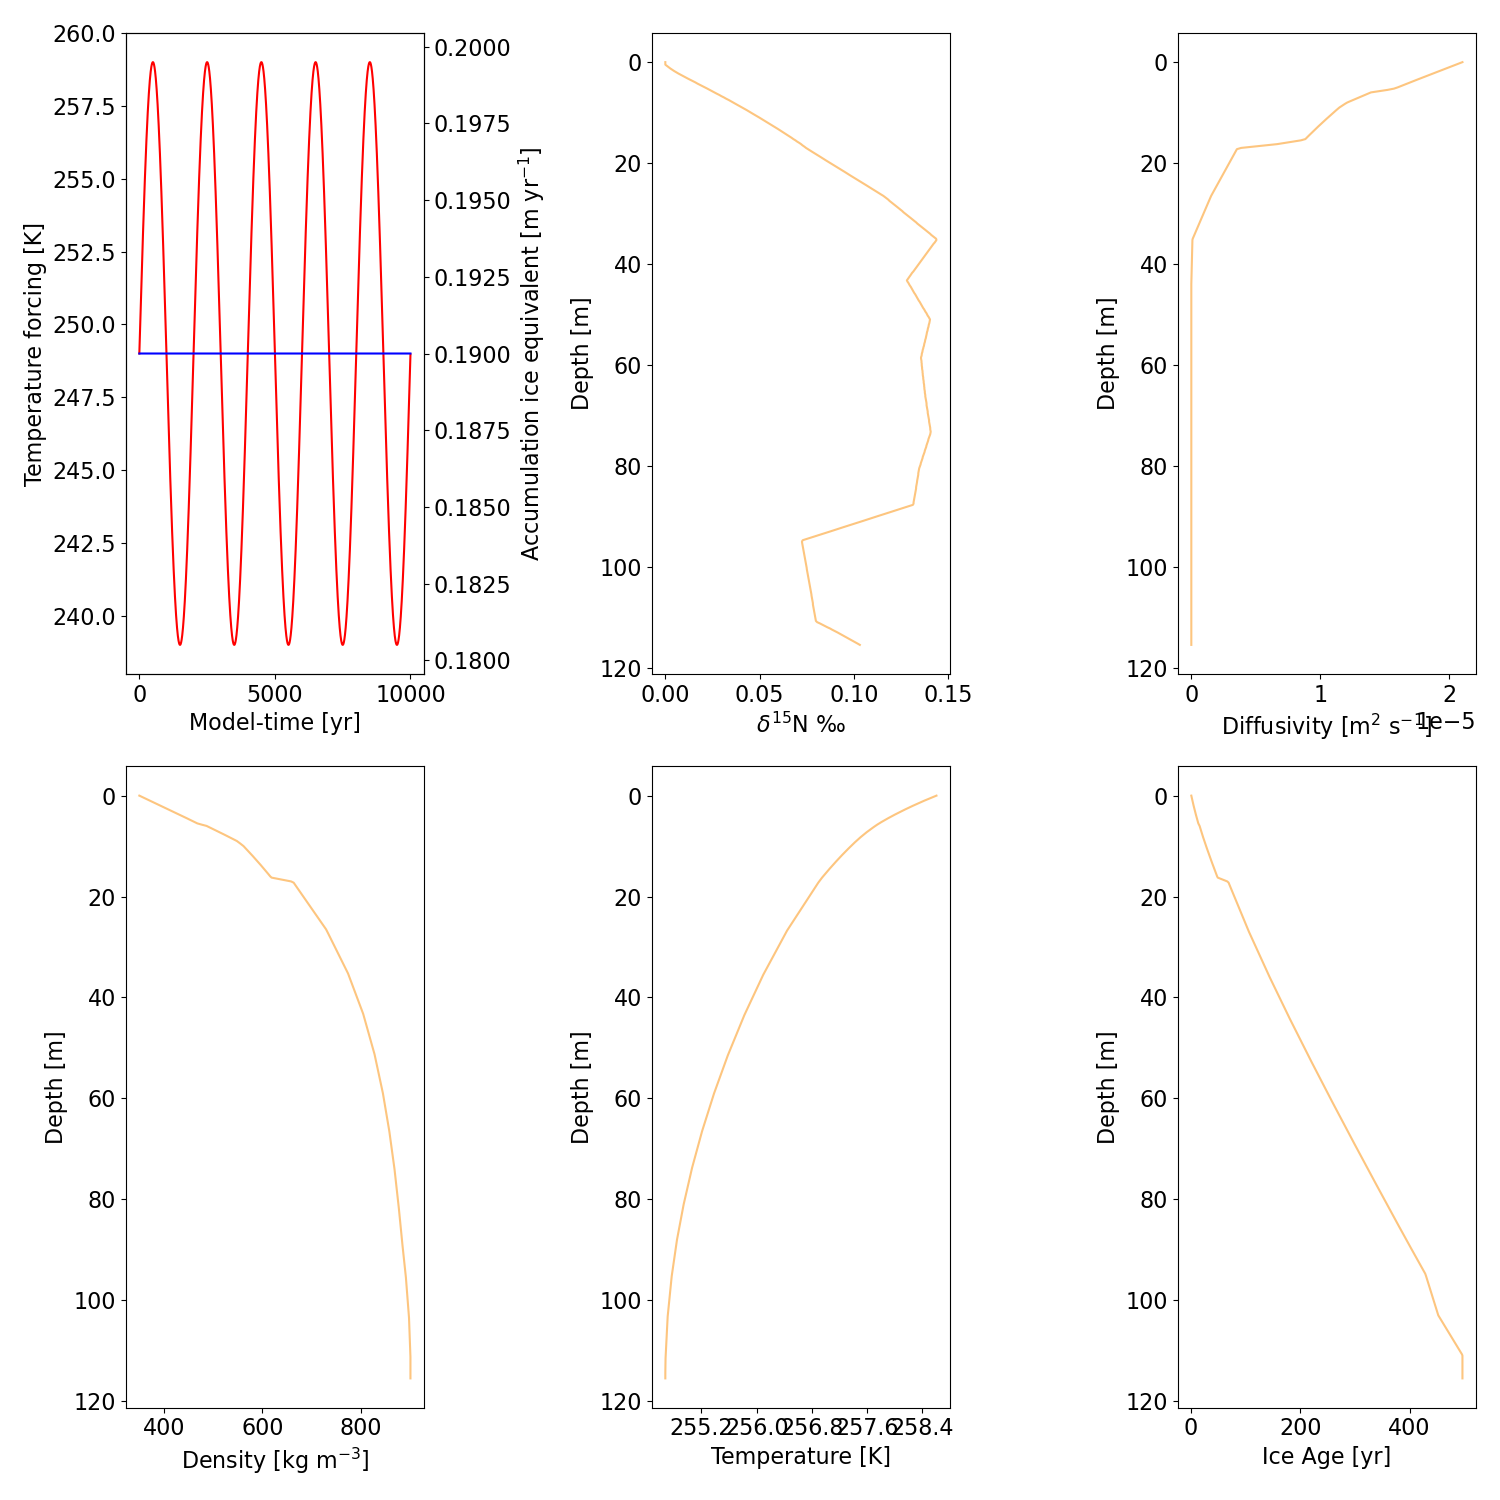 260.0
257.5
255.0
252.5
250.0
247.5
245.0
242.5
240.0
Temperature forcing [K]
0 5000 10000
Model-time [yr]
0.2000
0.1975
0.1950
0.1925
0.1900
0.1875
0.1850
0.1825
0.1800
Accumulation ice equivalent [m yr⁻¹]
0
20
40
60
80
100
120
Depth [m]
0.00 0.05 0.10 0.15
δ¹⁵N ‰
0
20
40
60
80
100
120
Depth [m]
0 1 2
1e−5
Diffusivity [m² s⁻¹]
0
20
40
60
80
100
120
Depth [m]
400 600 800
Density [kg m⁻³]
0
20
40
60
80
100
120
Depth [m]
255.2 256.0 256.8 257.6 258.4
Temperature [K]
0
20
40
60
80
100
120
Depth [m]
0 200 400
Ice Age [yr]